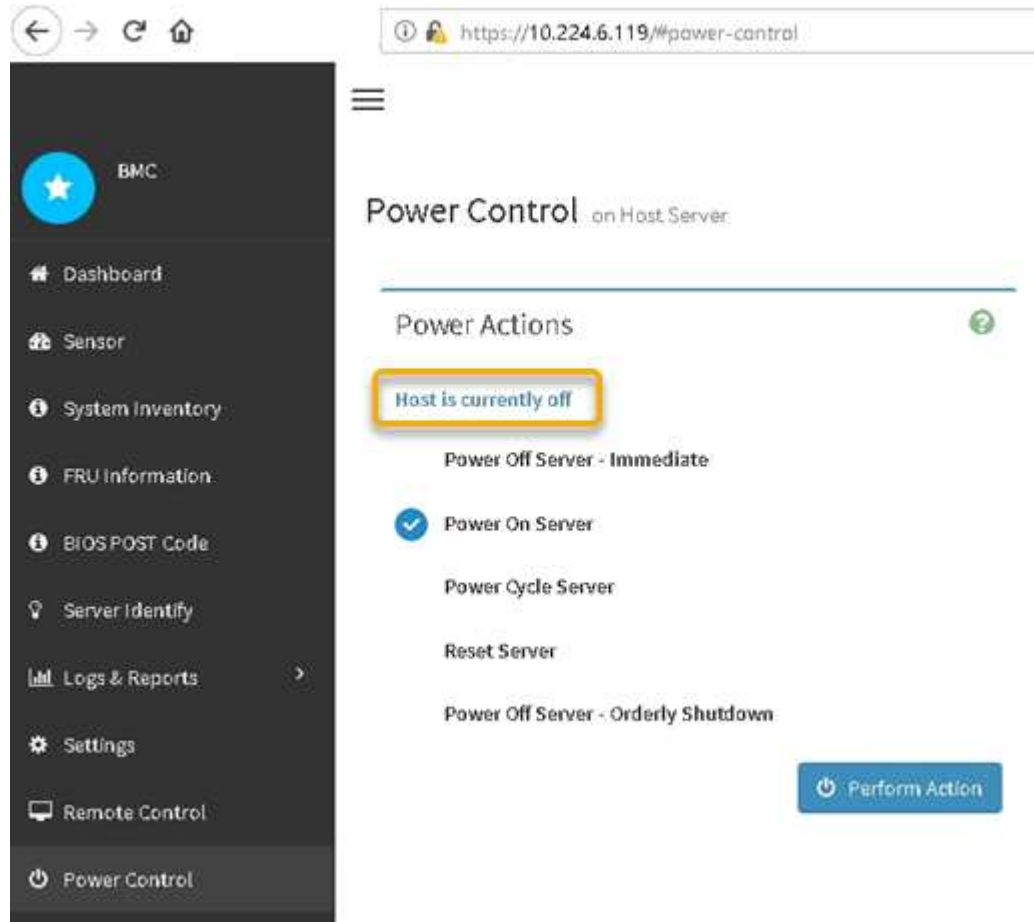 https://10.224.6.119/#power-control
BMC
Dashboard
Sensor
System Inventory
FRU Information
BIOS POST Code
Server Identify
Logs & Reports
Settings
Remote Control
Power Control
Power Control on Host Server
Power Actions
Host is currently off
Power Off Server - Immediate
Power On Server
Power Cycle Server
Reset Server
Power Off Server - Orderly Shutdown
Perform Action